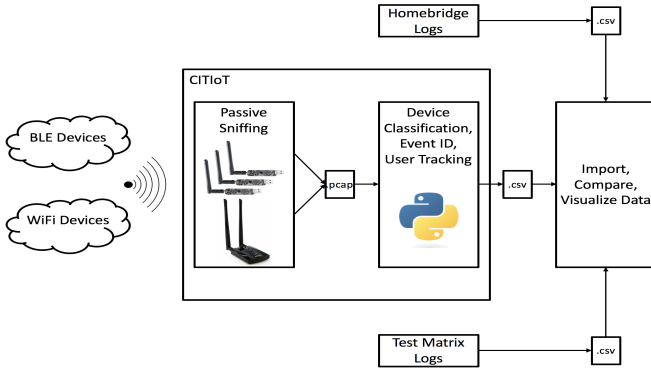 Homebridge
Logs
.csv
CITIoT
BLE Devices
WiFi Devices
Passive
Sniffing
.pcap
Device
Classification,
Event ID,
User Tracking
.csv
Import,
Compare,
Visualize Data
Test Matrix
Logs
.csv